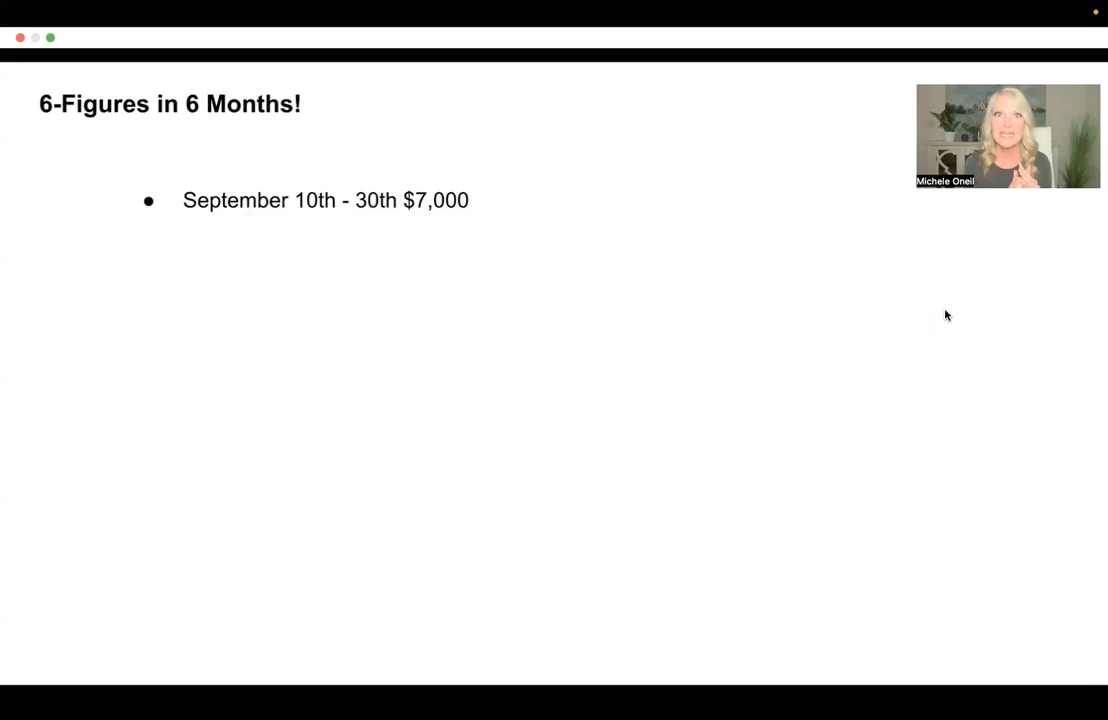 6-Figures in 6 Months!
● September 10th - 30th $7,000
Michele Oneil